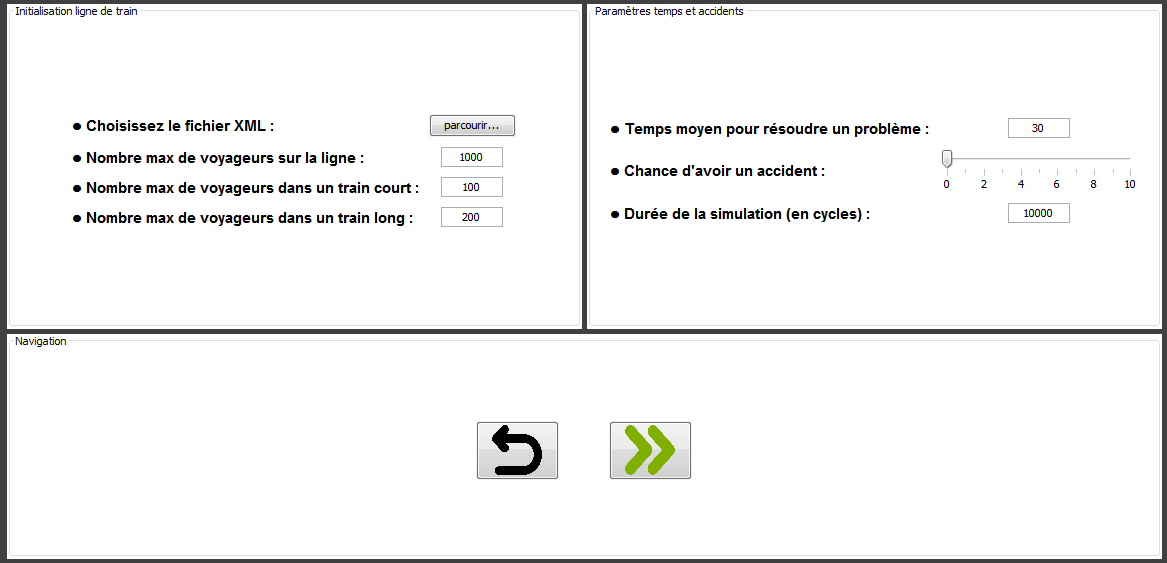 Initialisation ligne de train
● Choisissez le fichier XML :
parcourir...
● Nombre max de voyageurs sur la ligne :
1000
● Nombre max de voyageurs dans un train court :
100
● Nombre max de voyageurs dans un train long :
200
Paramètres temps et accidents
● Temps moyen pour résoudre un problème :
30
● Chance d'avoir un accident :
0 2 4 6 8 10
● Durée de la simulation (en cycles) :
10000
Navigation